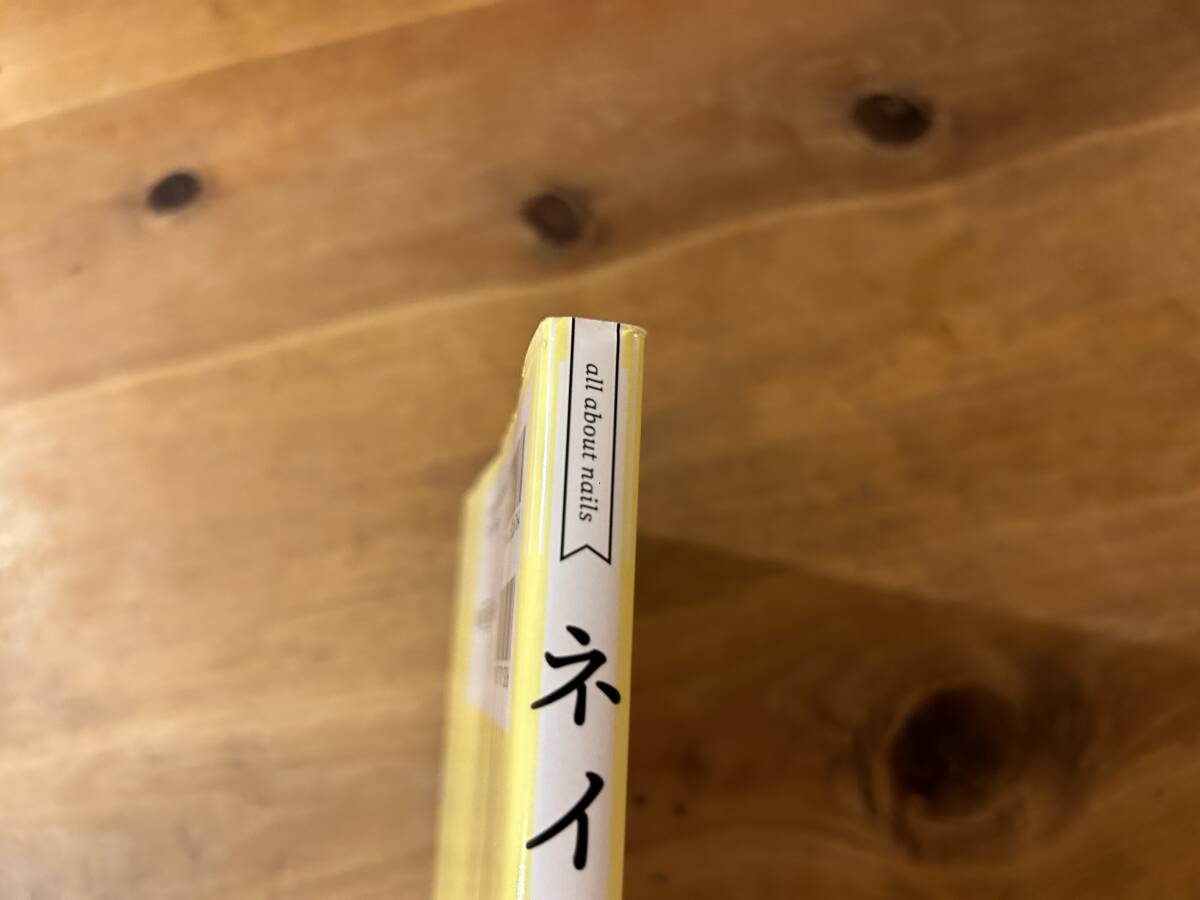 all about nails
ネイ